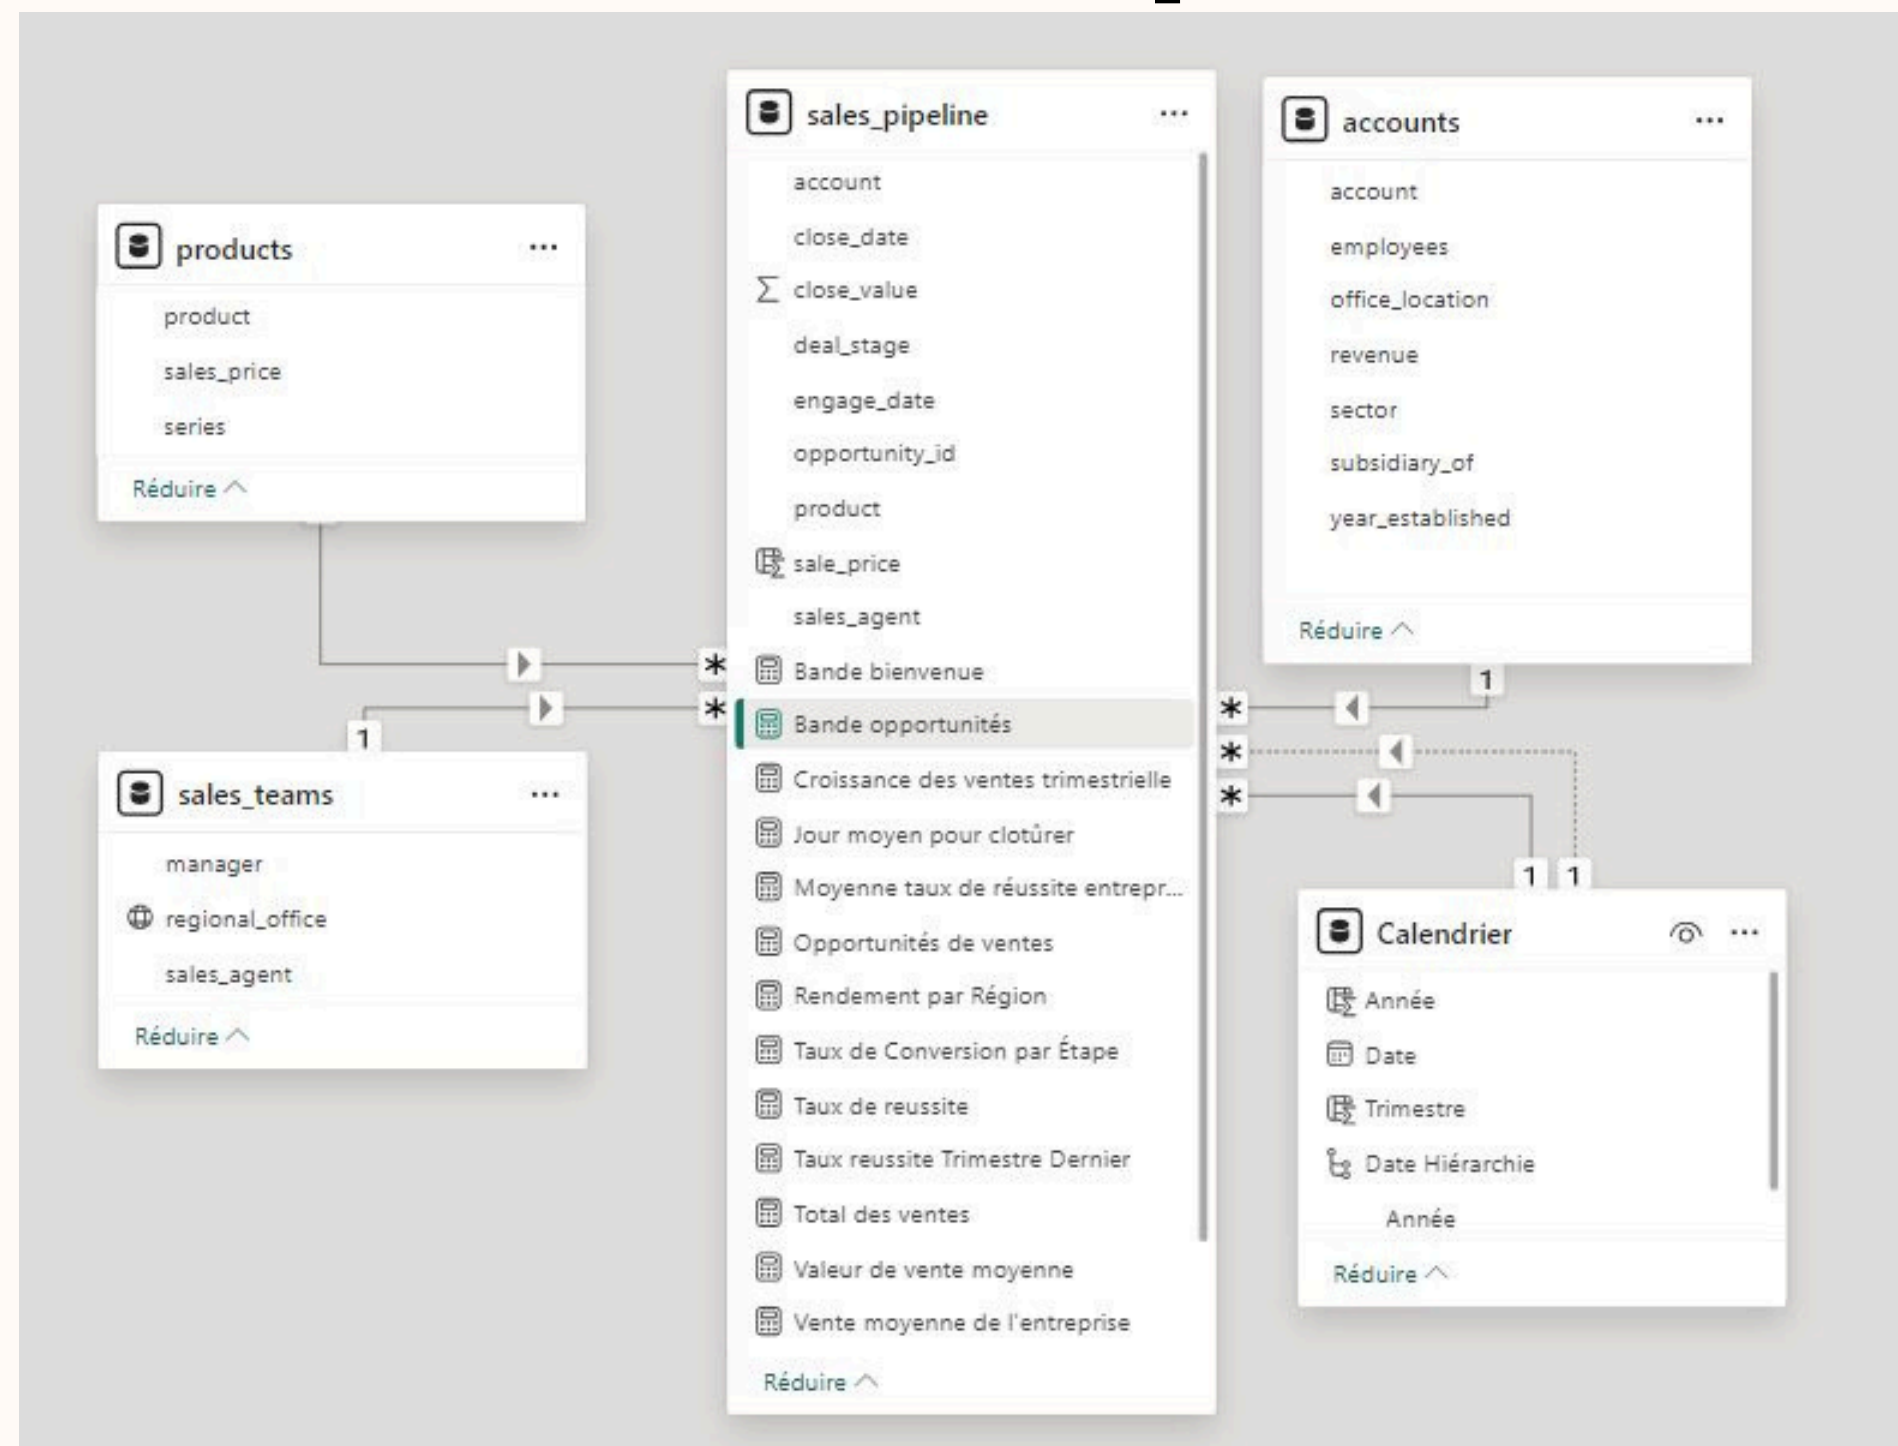 products
product
sales_price
series
Réduire
sales_teams
manager
regional_office
sales_agent
Réduire
sales_pipeline
account
close_date
close_value
deal_stage
engage_date
opportunity_id
product
sale_price
sales_agent
Bande bienvenue
Bande opportunités
Croissance des ventes trimestrielle
Jour moyen pour clotûrer
Moyenne taux de réussite entrepr...
Opportunités de ventes
Rendement par Région
Taux de Conversion par Étape
Taux de reussite
Taux reussite Trimestre Dernier
Total des ventes
Valeur de vente moyenne
Vente moyenne de l'entreprise
Réduire
accounts
account
employees
office_location
revenue
sector
subsidiary_of
year_established
Réduire
Calendrier
Année
Date
Trimestre
Date Hiérarchie
Année
Réduire
*
*
1
1
*
*
*
1 1